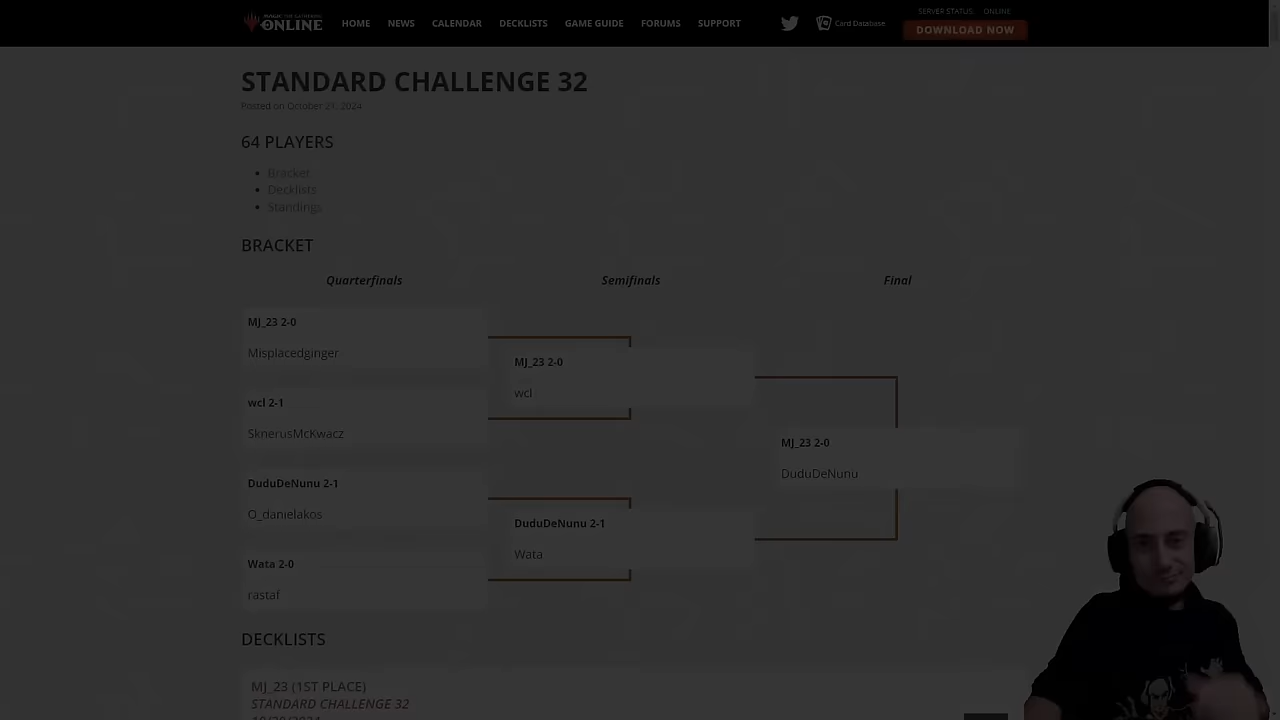 MAGIC: THE GATHERING
ONLINE
HOME NEWS CALENDAR DECKLISTS GAME GUIDE FORUMS SUPPORT
Card Database
SERVER STATUS: ONLINE
DOWNLOAD NOW
STANDARD CHALLENGE 32
Posted on October 21, 2024
64 PLAYERS
Bracket
Decklists
Standings
BRACKET
Quarterfinals Semifinals Final
MJ_23 2-0
Misplacedginger
wcl 2-1
SknerusMcKwacz
DuduDeNunu 2-1
O_danielakos
Wata 2-0
rastaf
MJ_23 2-0
wcl
DuduDeNunu 2-1
Wata
MJ_23 2-0
DuduDeNunu
DECKLISTS
MJ_23 (1ST PLACE)
STANDARD CHALLENGE 32